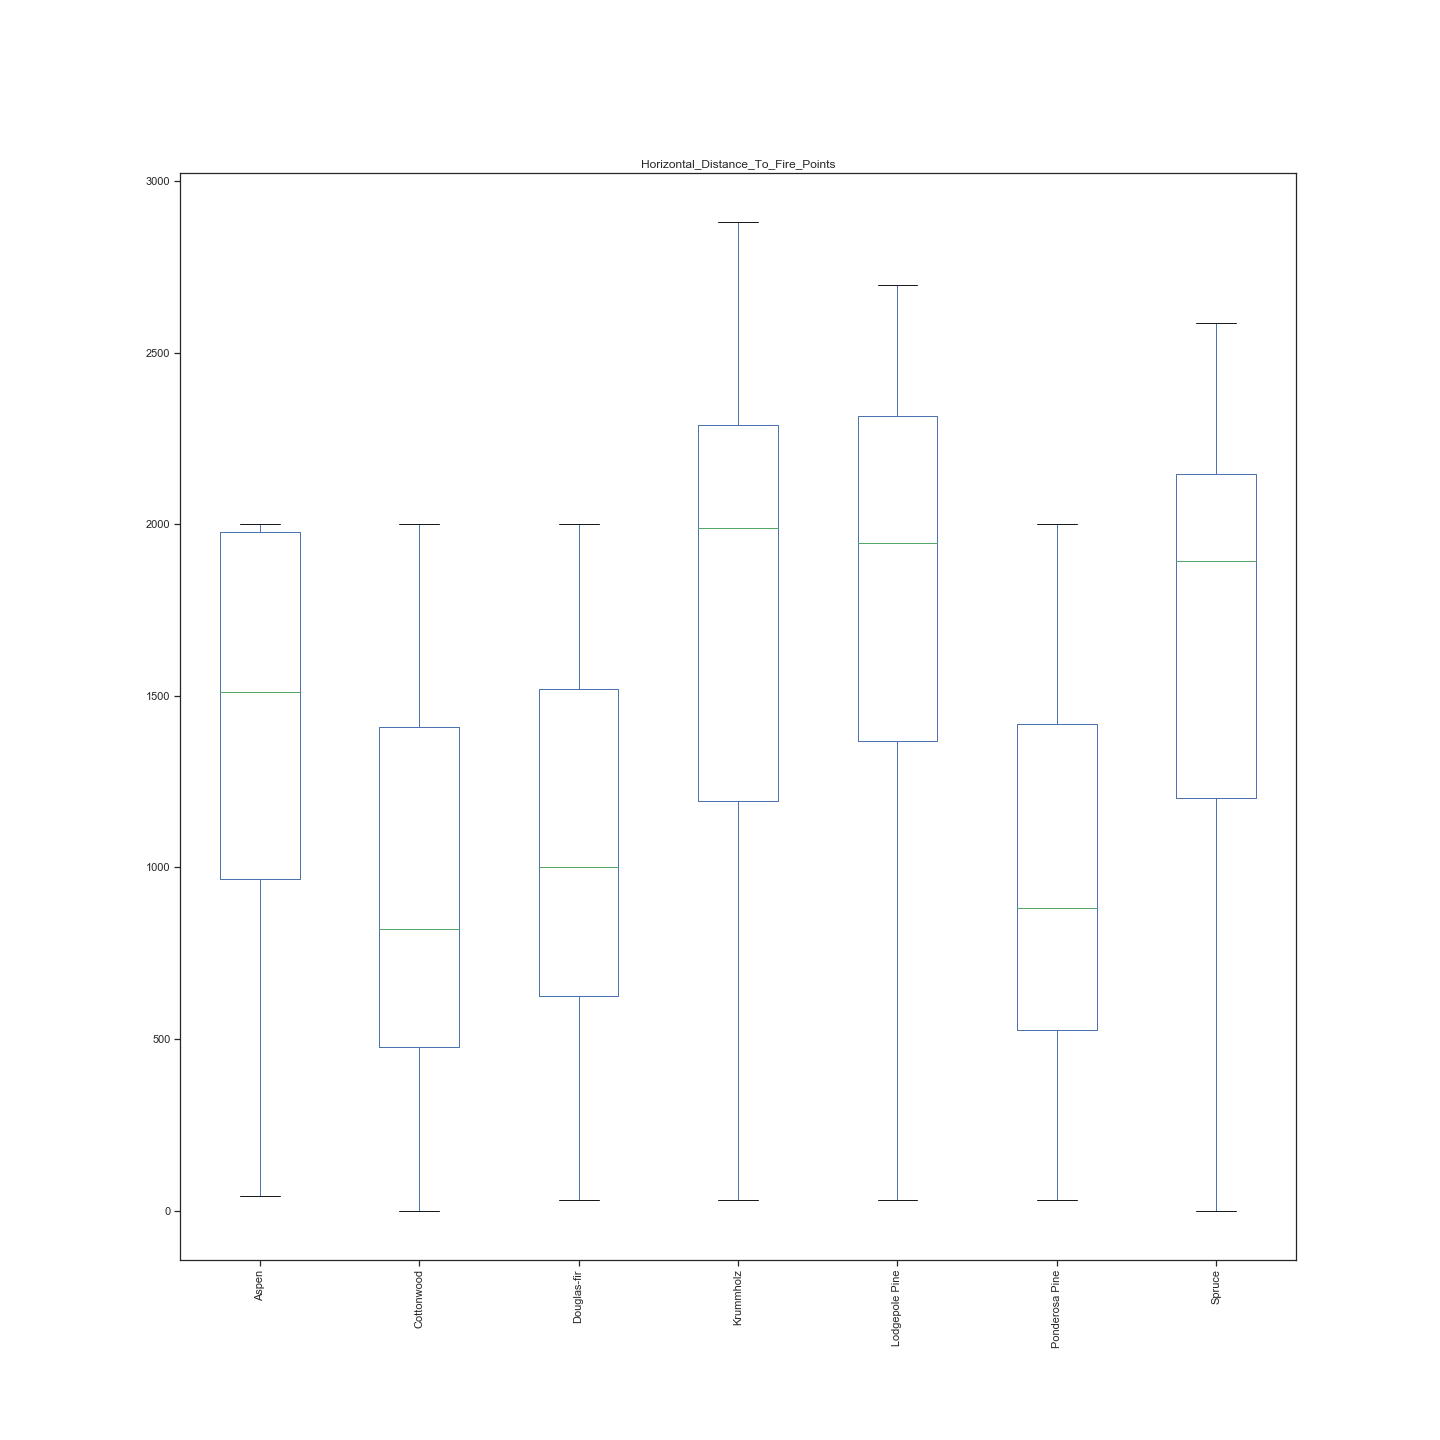 Horizontal_Distance_To_Fire_Points
3000
2500
2000
1500
1000
500
0
Aspen
Cottonwood
Douglas-fir
Krummholz
Lodgepole Pine
Ponderosa Pine
Spruce